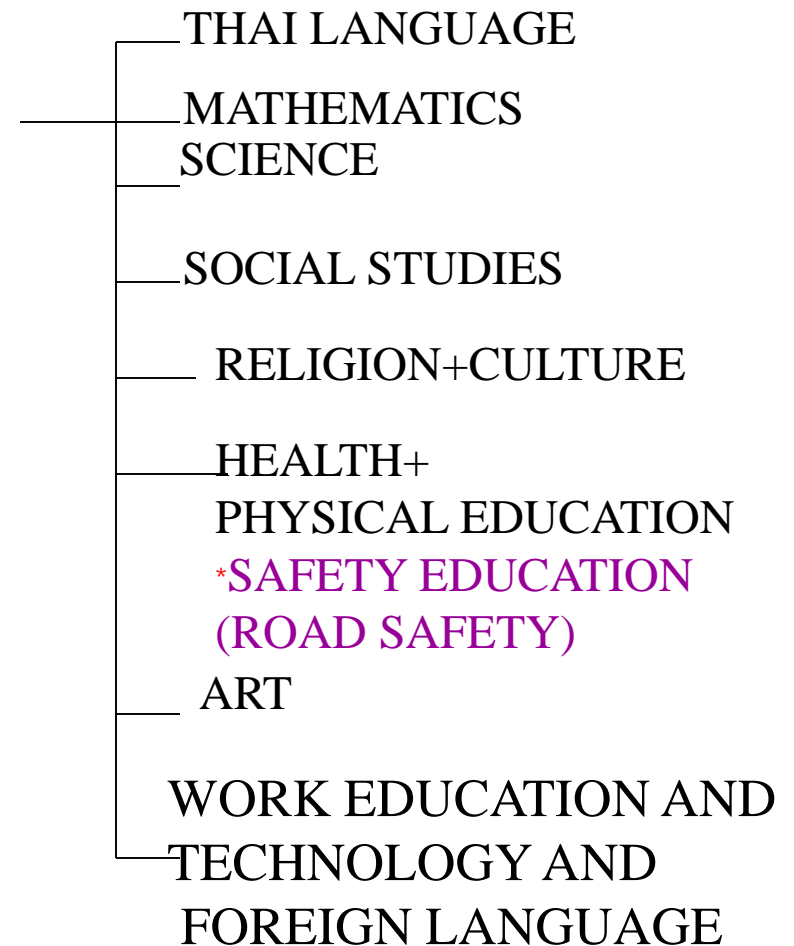 THAI LANGUAGE
MATHEMATICS
SCIENCE
SOCIAL STUDIES
RELIGION+CULTURE
HEALTH+
PHYSICAL EDUCATION
*SAFETY EDUCATION
(ROAD SAFETY)
ART
WORK EDUCATION AND
TECHNOLOGY AND
FOREIGN LANGUAGE